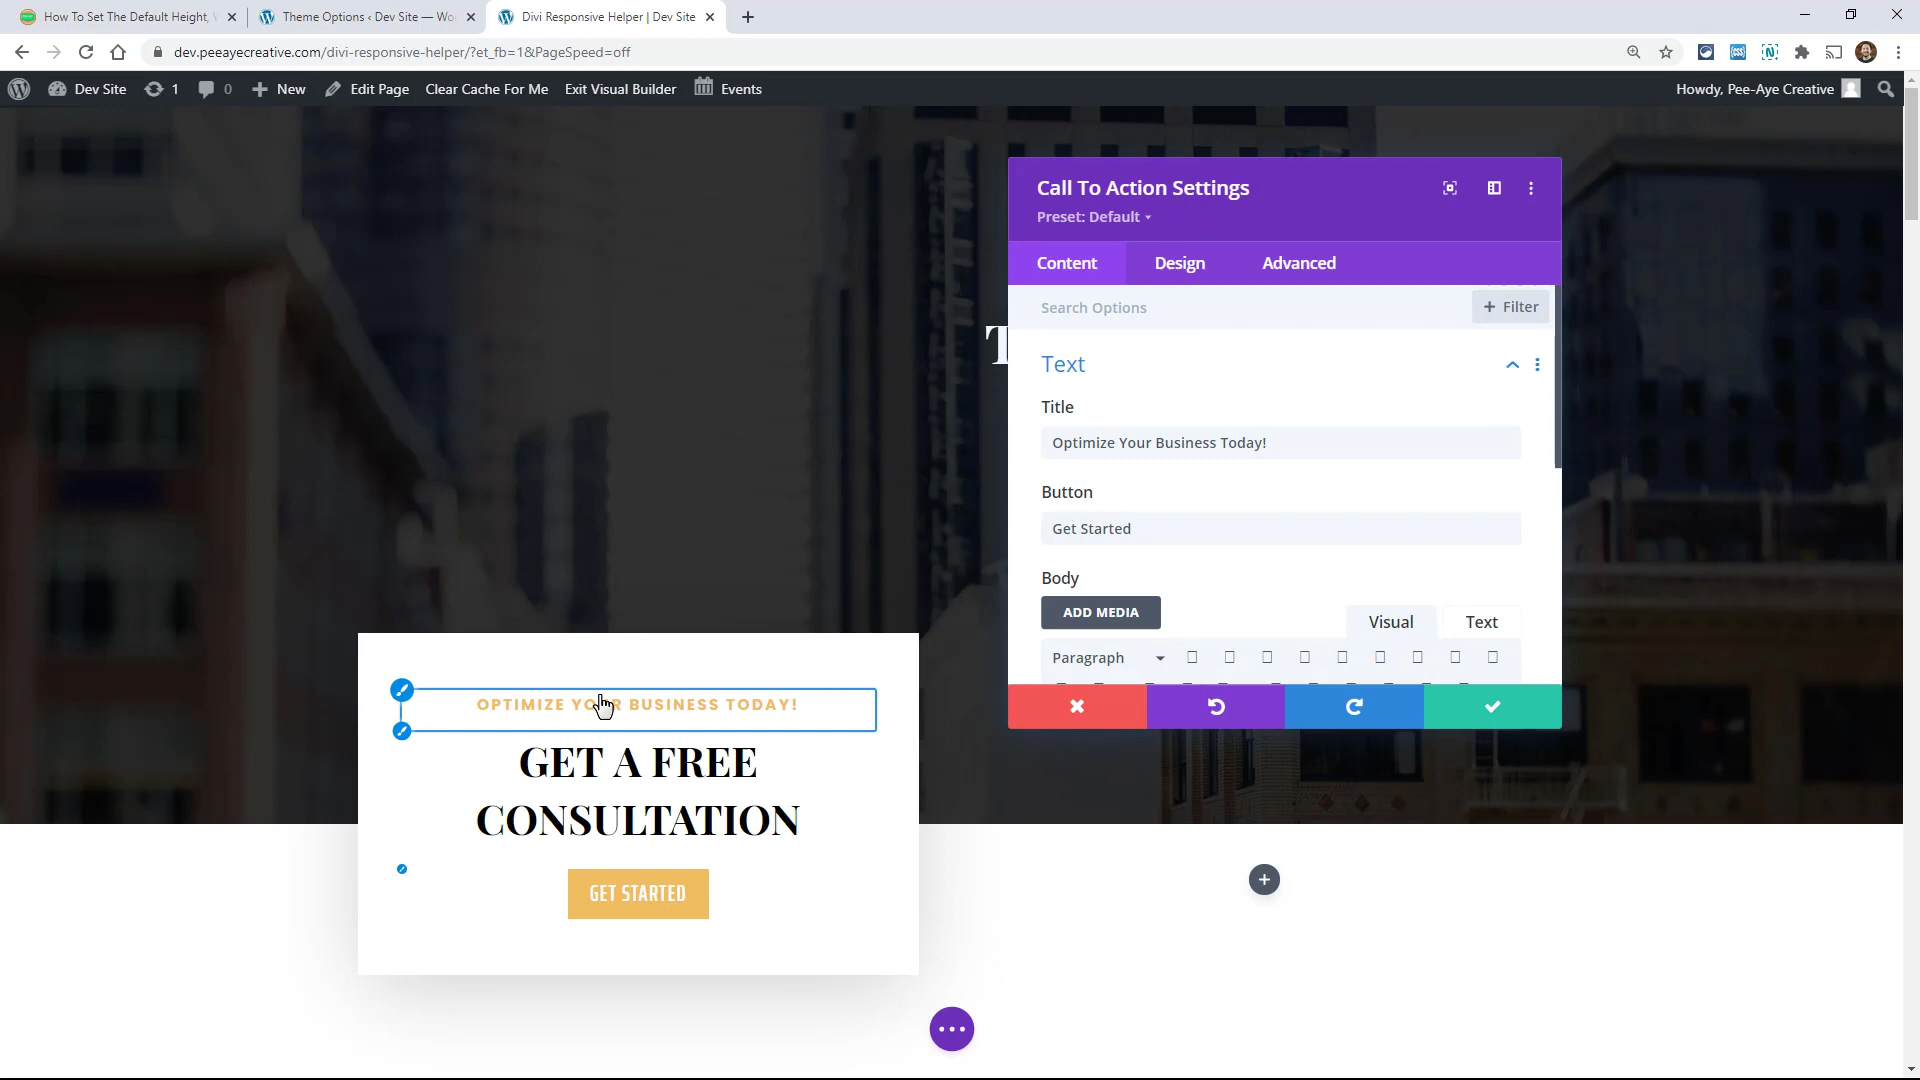 How To Set The Default Height,
Theme Options ‹ Dev Site — Wo
Divi Responsive Helper | Dev Site
dev.peeayecreative.com/divi-responsive-helper/?et_fb=1&PageSpeed=off
Dev Site
1
0
New
Edit Page
Clear Cache For Me
Exit Visual Builder
Events
Howdy, Pee-Aye Creative
Call To Action Settings
Preset: Default
Content
Design
Advanced
Search Options
+ Filter
T
Text
Title
Optimize Your Business Today!
Button
Get Started
Body
ADD MEDIA
Visual
Text
Paragraph
OPTIMIZE YOUR BUSINESS TODAY!
GET A FREE
CONSULTATION
GET STARTED